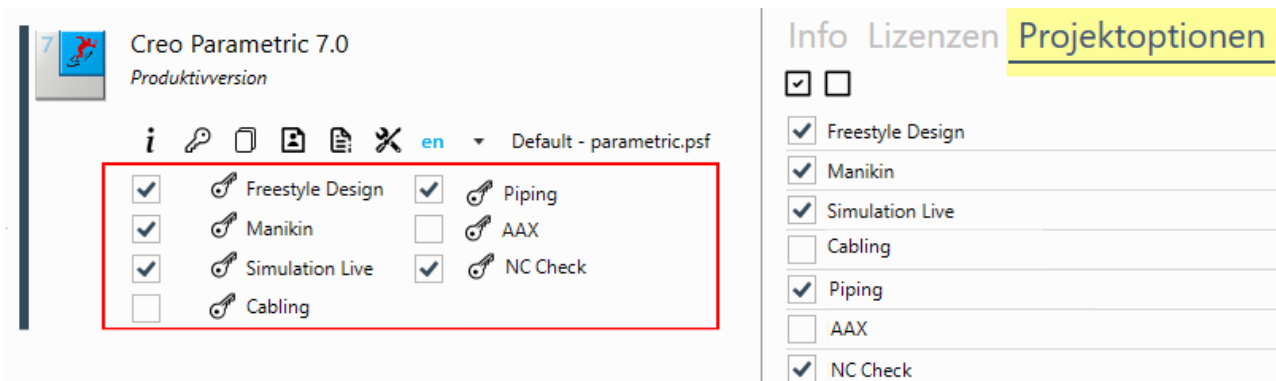 7
Creo Parametric 7.0
Produktivversion
i en Default - parametric.psf
Freestyle Design Piping
Manikin AAX
Simulation Live NC Check
Cabling
Info Lizenzen Projektoptionen
Freestyle Design
Manikin
Simulation Live
Cabling
Piping
AAX
NC Check